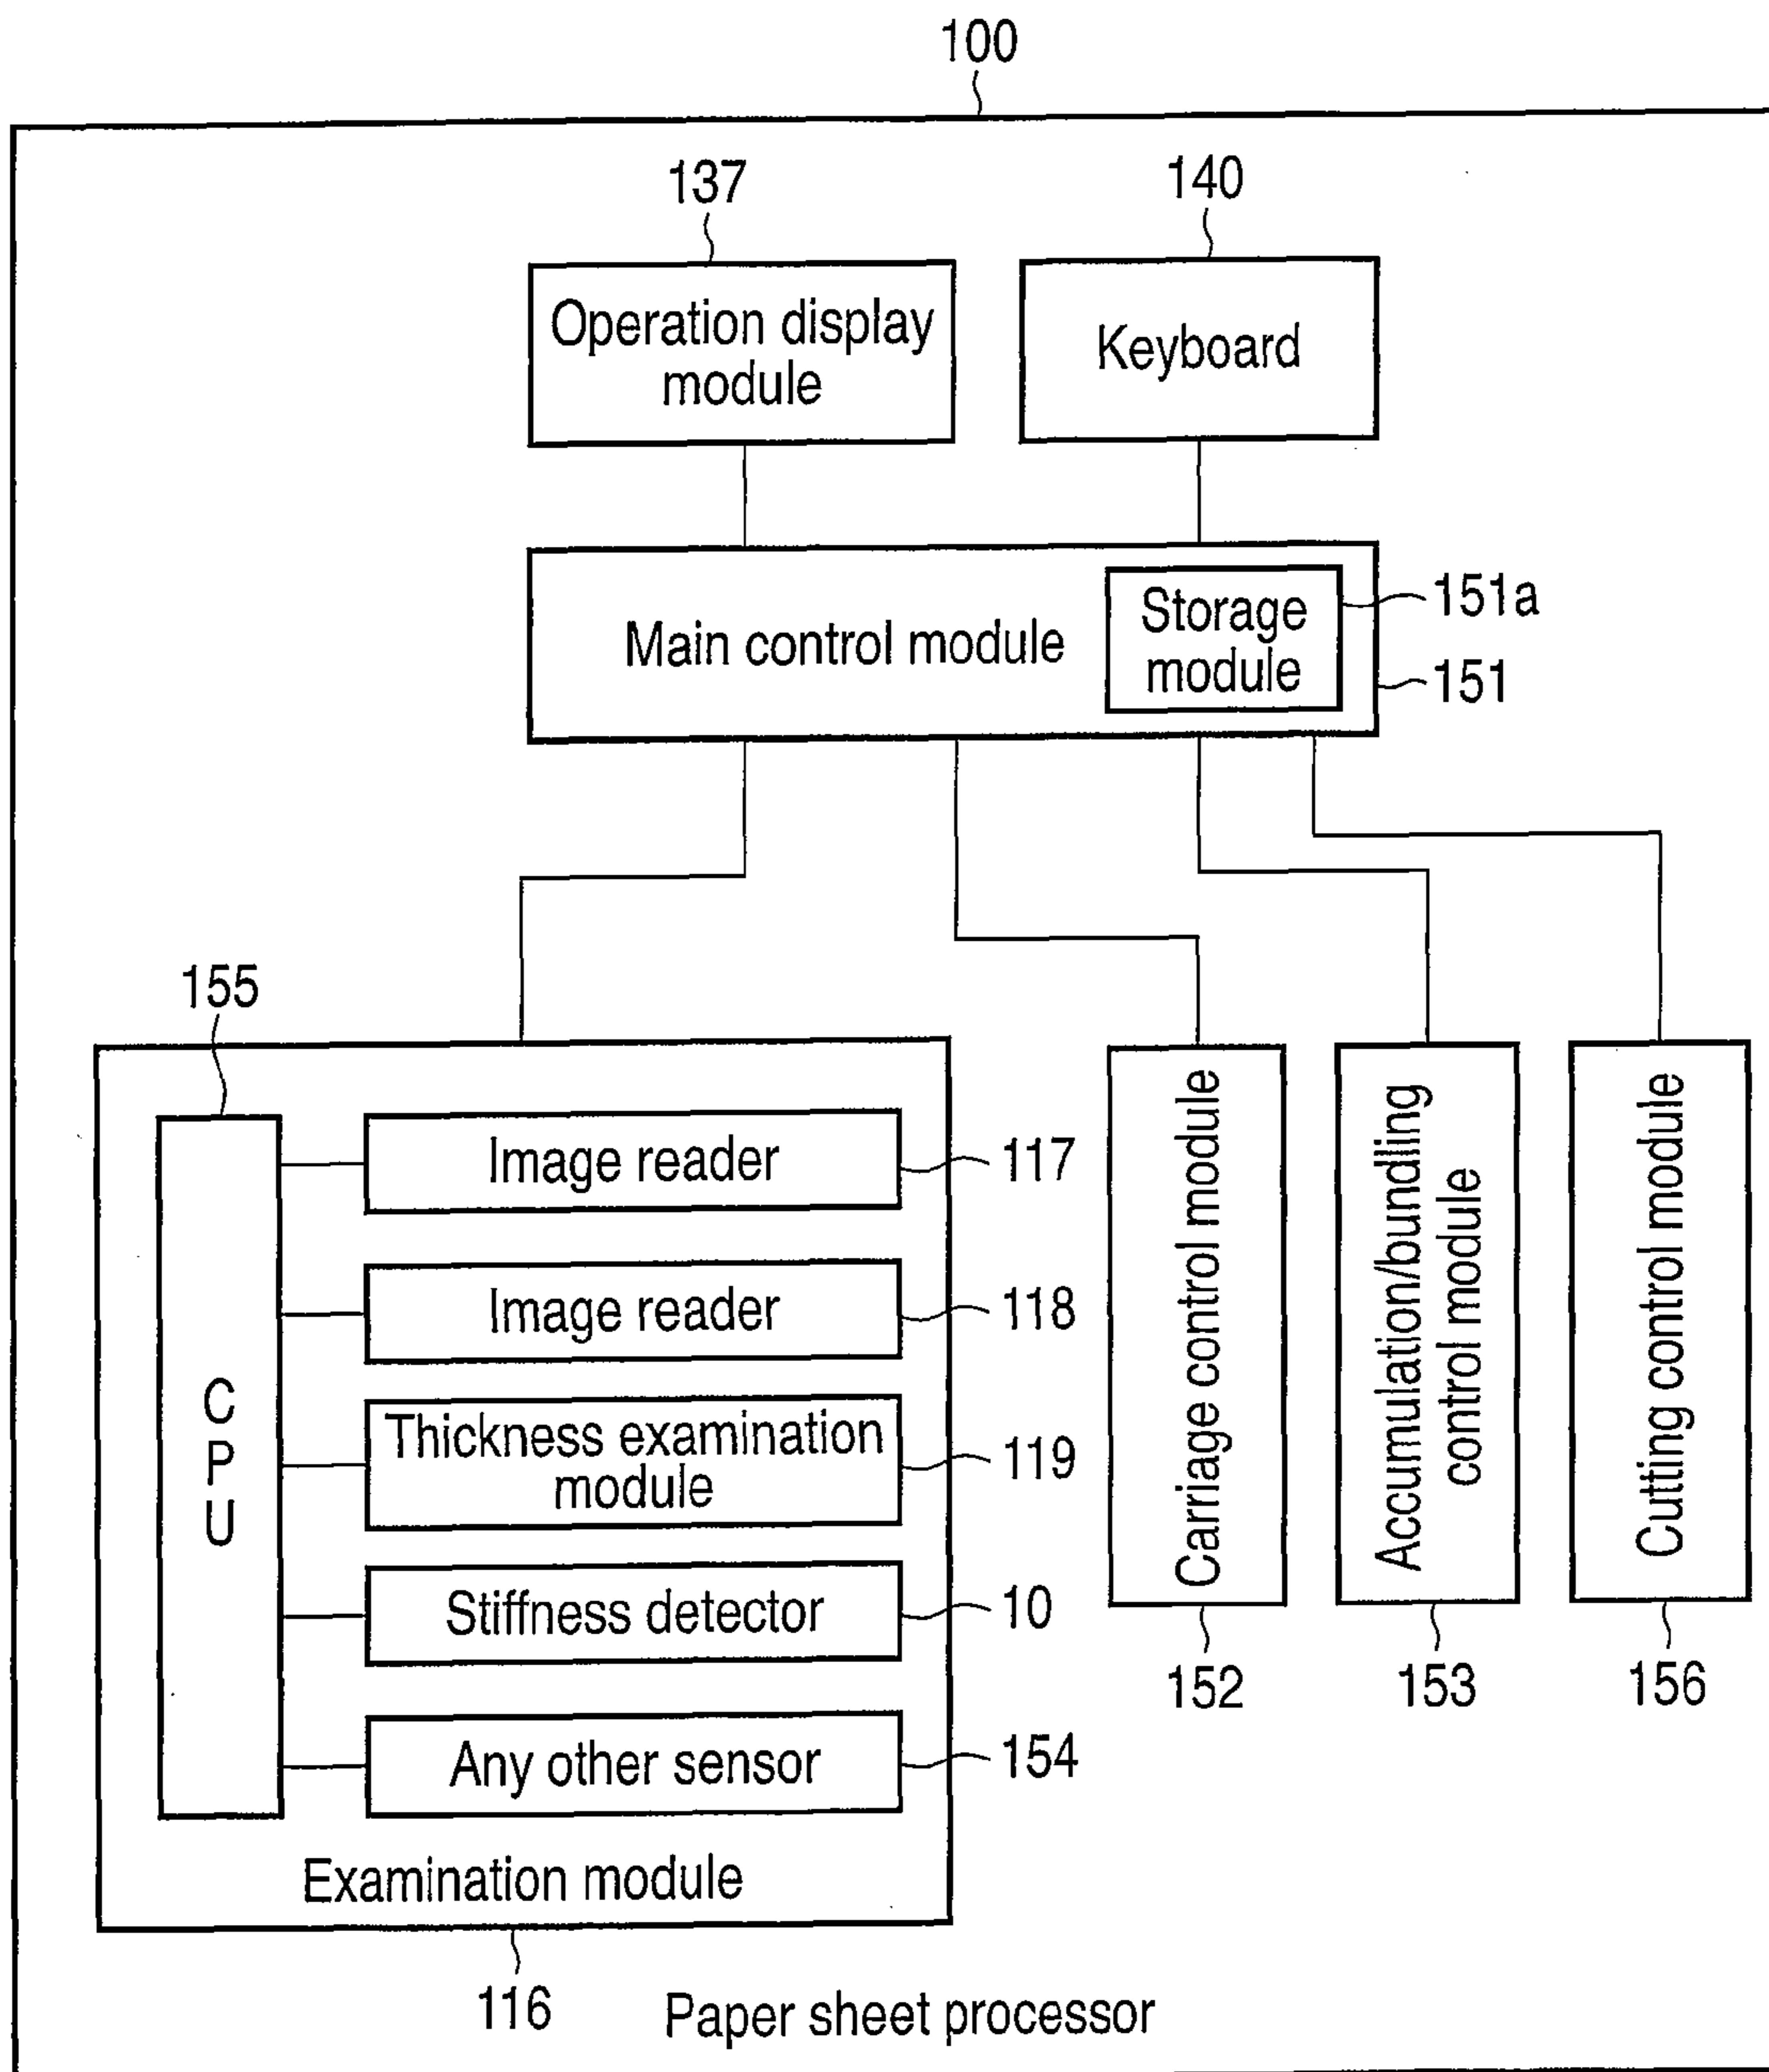 100
137
140
Operation display
module
Keyboard
Main control module
Storage
module
151a
151
155
CPU
Image reader
117
Image reader
118
Thickness examination
module
119
Stiffness detector
10
Any other sensor
154
Examination module
116
Carriage control module
152
Accumulation/bundling
control module
153
Cutting control module
156
Paper sheet processor